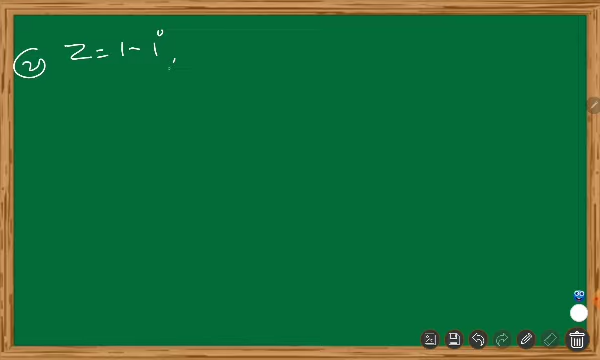 ② Z = 1 - i